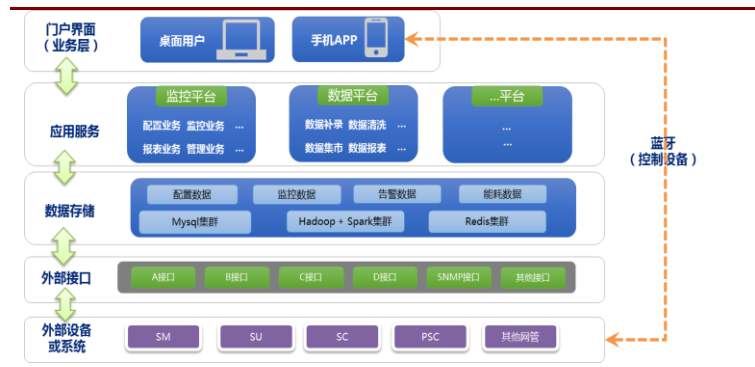 门户界面
（业务层）
桌面用户
手机APP
监控平台
数据平台
...平台
应用服务
配置业务 监控业务 ...
报表业务 管理业务 ...
数据补录 数据清洗 ...
数据集市 数据报表 ...
...
...
蓝牙
（控制设备）
数据存储
配置数据
监控数据
告警数据
能耗数据
Mysql集群
Hadoop + Spark集群
Redis集群
外部接口
A接口
B接口
C接口
D接口
SNMP接口
其他接口
外部设备
或系统
SM
SU
SC
PSC
其他网管